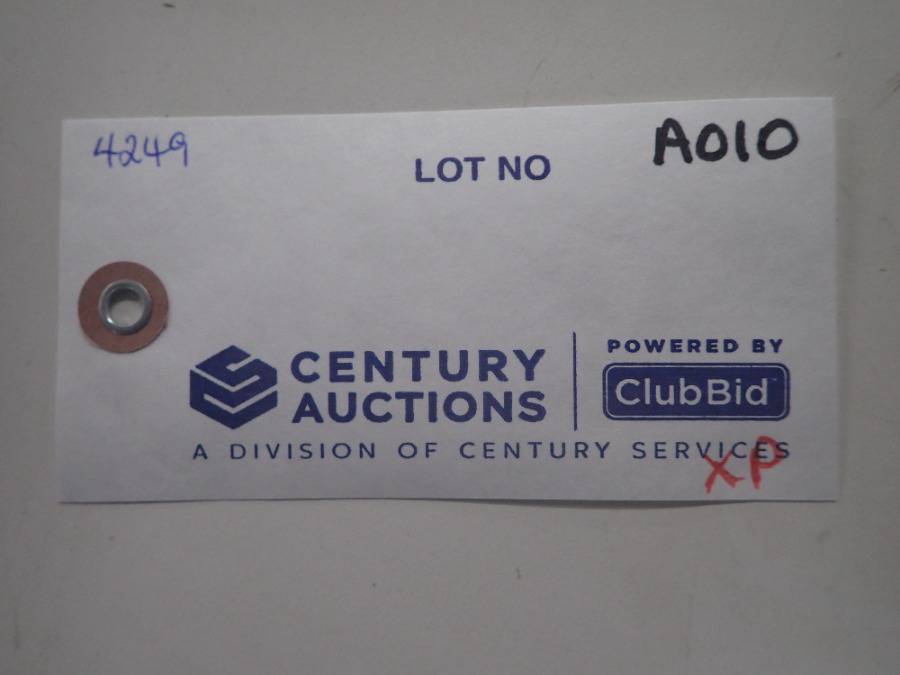 4249
LOT NO
A010
CENTURY
AUCTIONS
POWERED BY
ClubBid
A DIVISION OF CENTURY SERVICES
XP